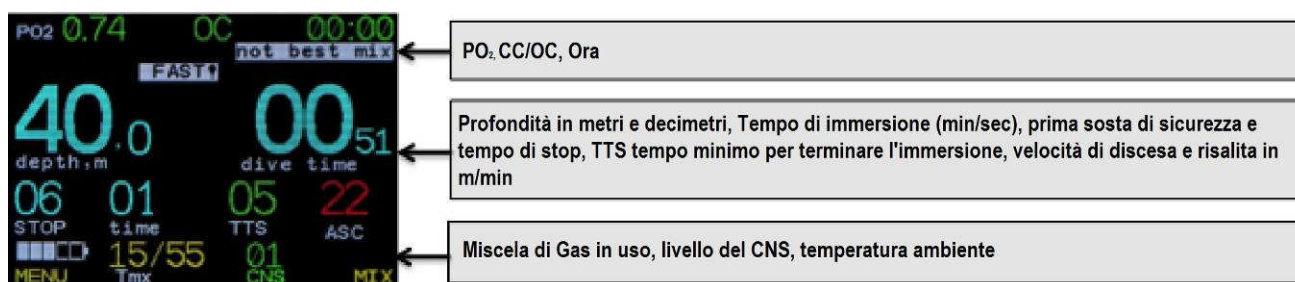 PO2 0.74 OC 00:00
not best mix
FAST
40.0 00 51
depth,m dive time
06 01 05 22
STOP time TTS ASC
15/55 01
MENU Tmx CNS MIX
PO₂, CC/OC, Ora
Profondità in metri e decimetri, Tempo di immersione (min/sec), prima sosta di sicurezza e
tempo di stop, TTS tempo minimo per terminare l'immersione, velocità di discesa e risalita in
m/min
Miscela di Gas in uso, livello del CNS, temperatura ambiente